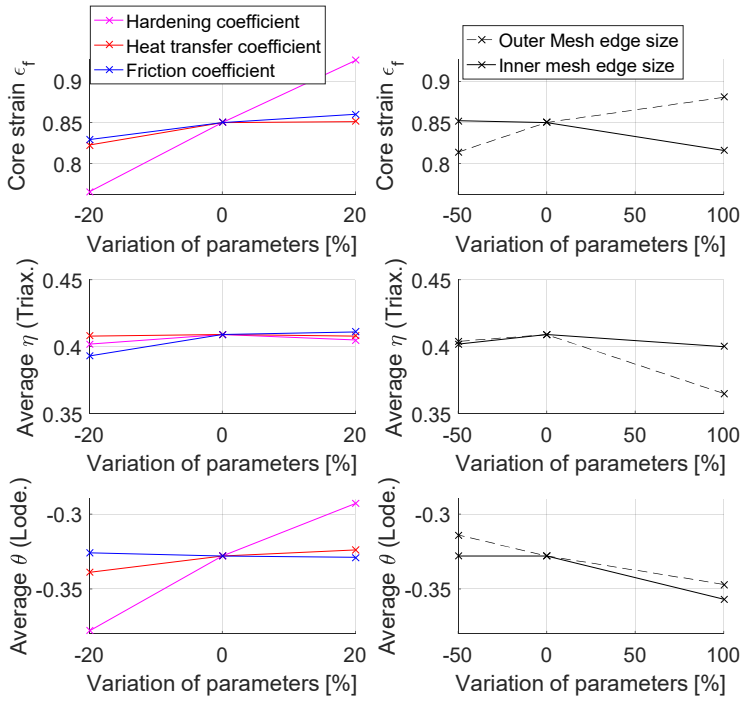 Hardening coefficient
Heat transfer coefficient
Friction coefficient
Core strain ϵf
0.9
0.85
0.8
-20
0
20
Variation of parameters [%]
Outer Mesh edge size
Inner mesh edge size
Core strain ϵf
0.9
0.85
0.8
-50
0
50
100
Variation of parameters [%]
Average η (Triax.)
0.45
0.4
0.35
-20
0
20
Variation of parameters [%]
Average η (Triax.)
0.45
0.4
0.35
-50
0
50
100
Variation of parameters [%]
Average θ (Lode.)
-0.3
-0.35
-20
0
20
Variation of parameters [%]
Average θ (Lode.)
-0.3
-0.35
-50
0
50
100
Variation of parameters [%]